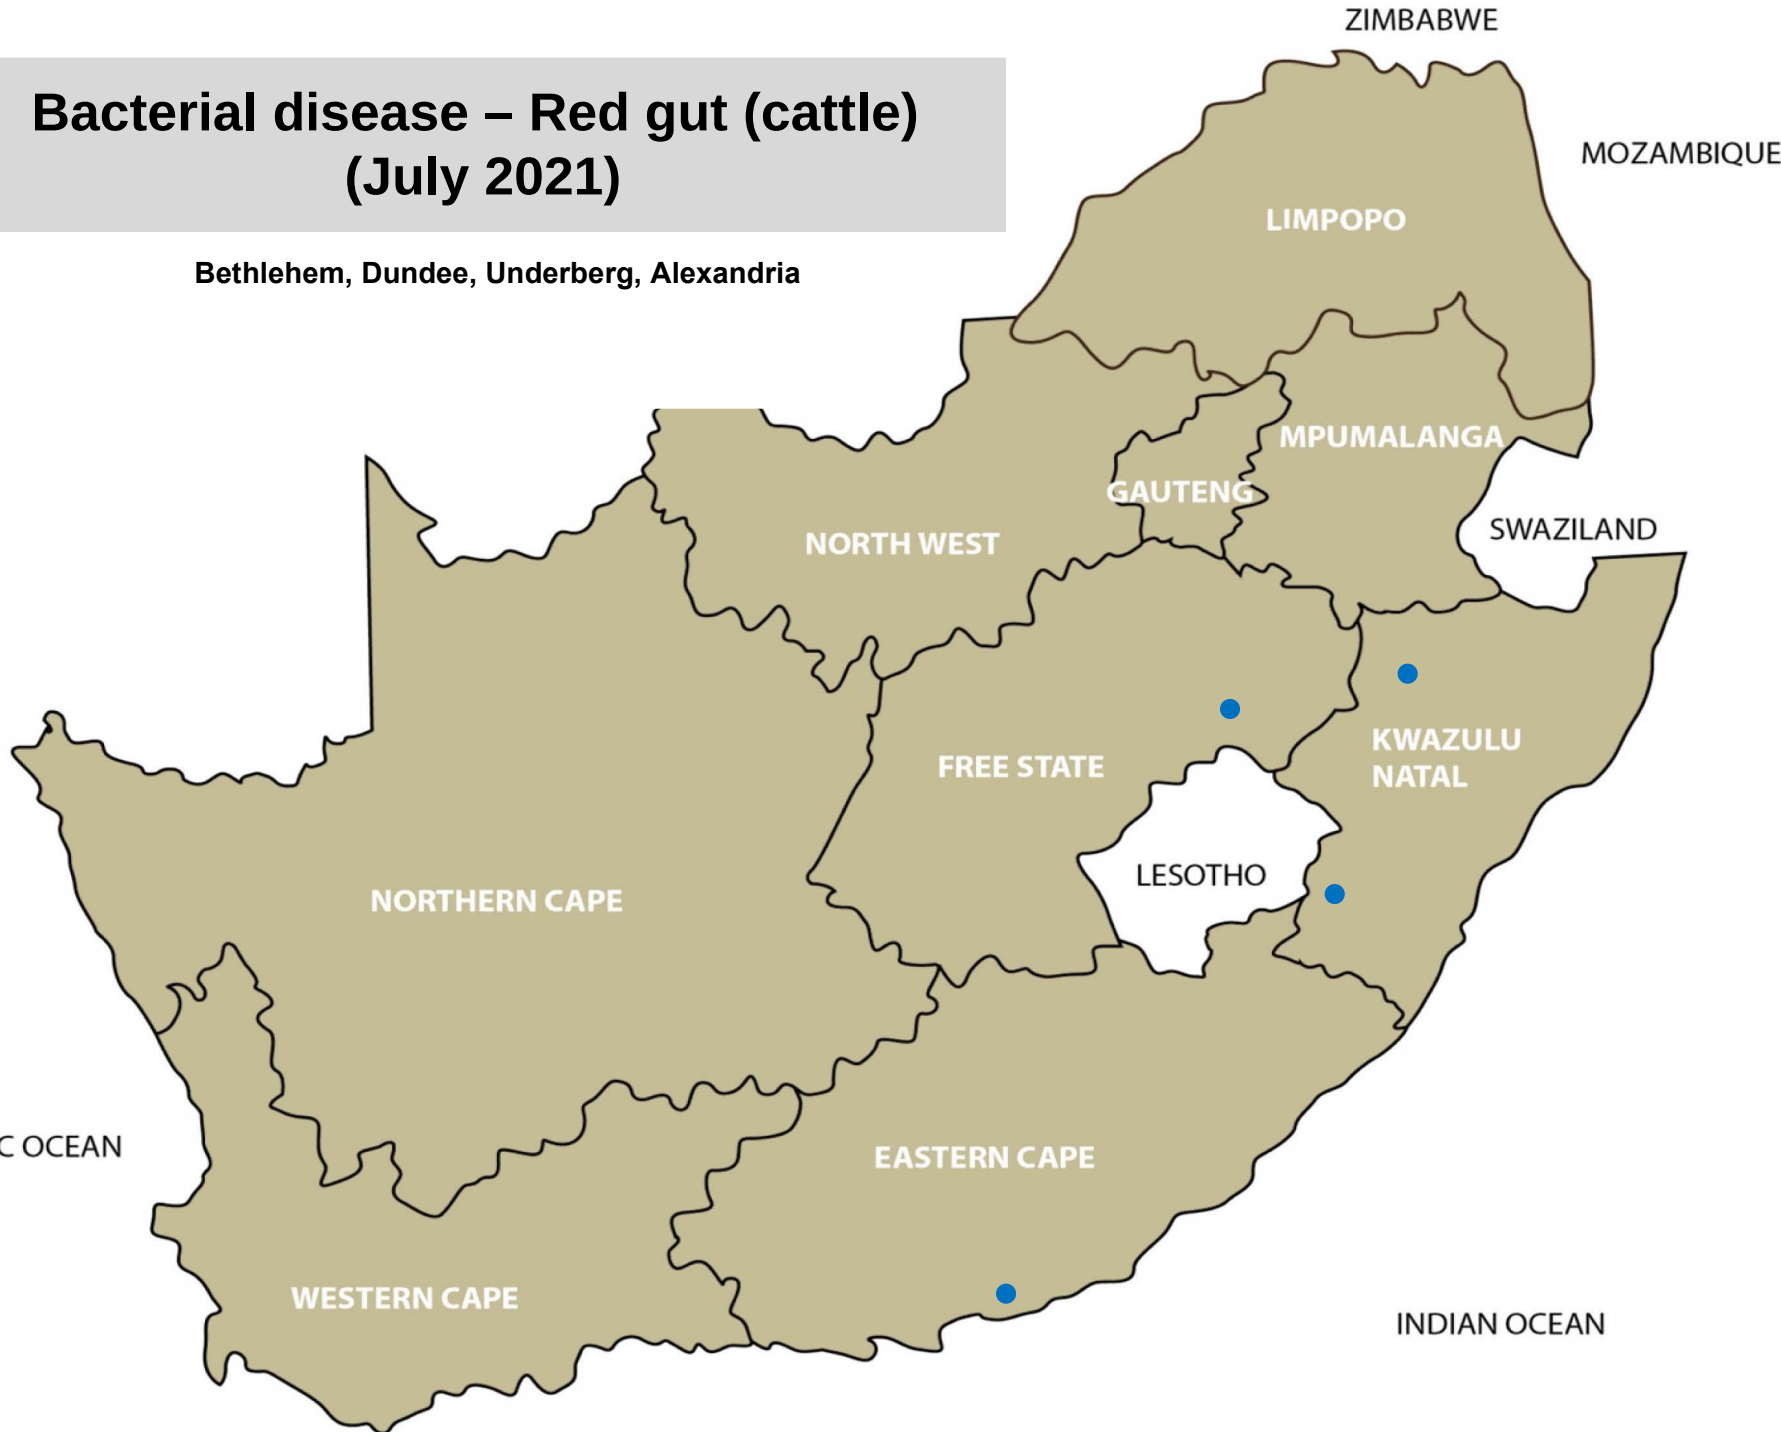 ZIMBABWE
Bacterial disease – Red gut (cattle)
(July 2021)
MOZAMBIQUE
LIMPOPO
Bethlehem, Dundee, Underberg, Alexandria
MPUMALANGA
GAUTENG
NORTH WEST
SWAZILAND
KWAZULU
NATAL
FREE STATE
LESOTHO
NORTHERN CAPE
C OCEAN
EASTERN CAPE
WESTERN CAPE
INDIAN OCEAN